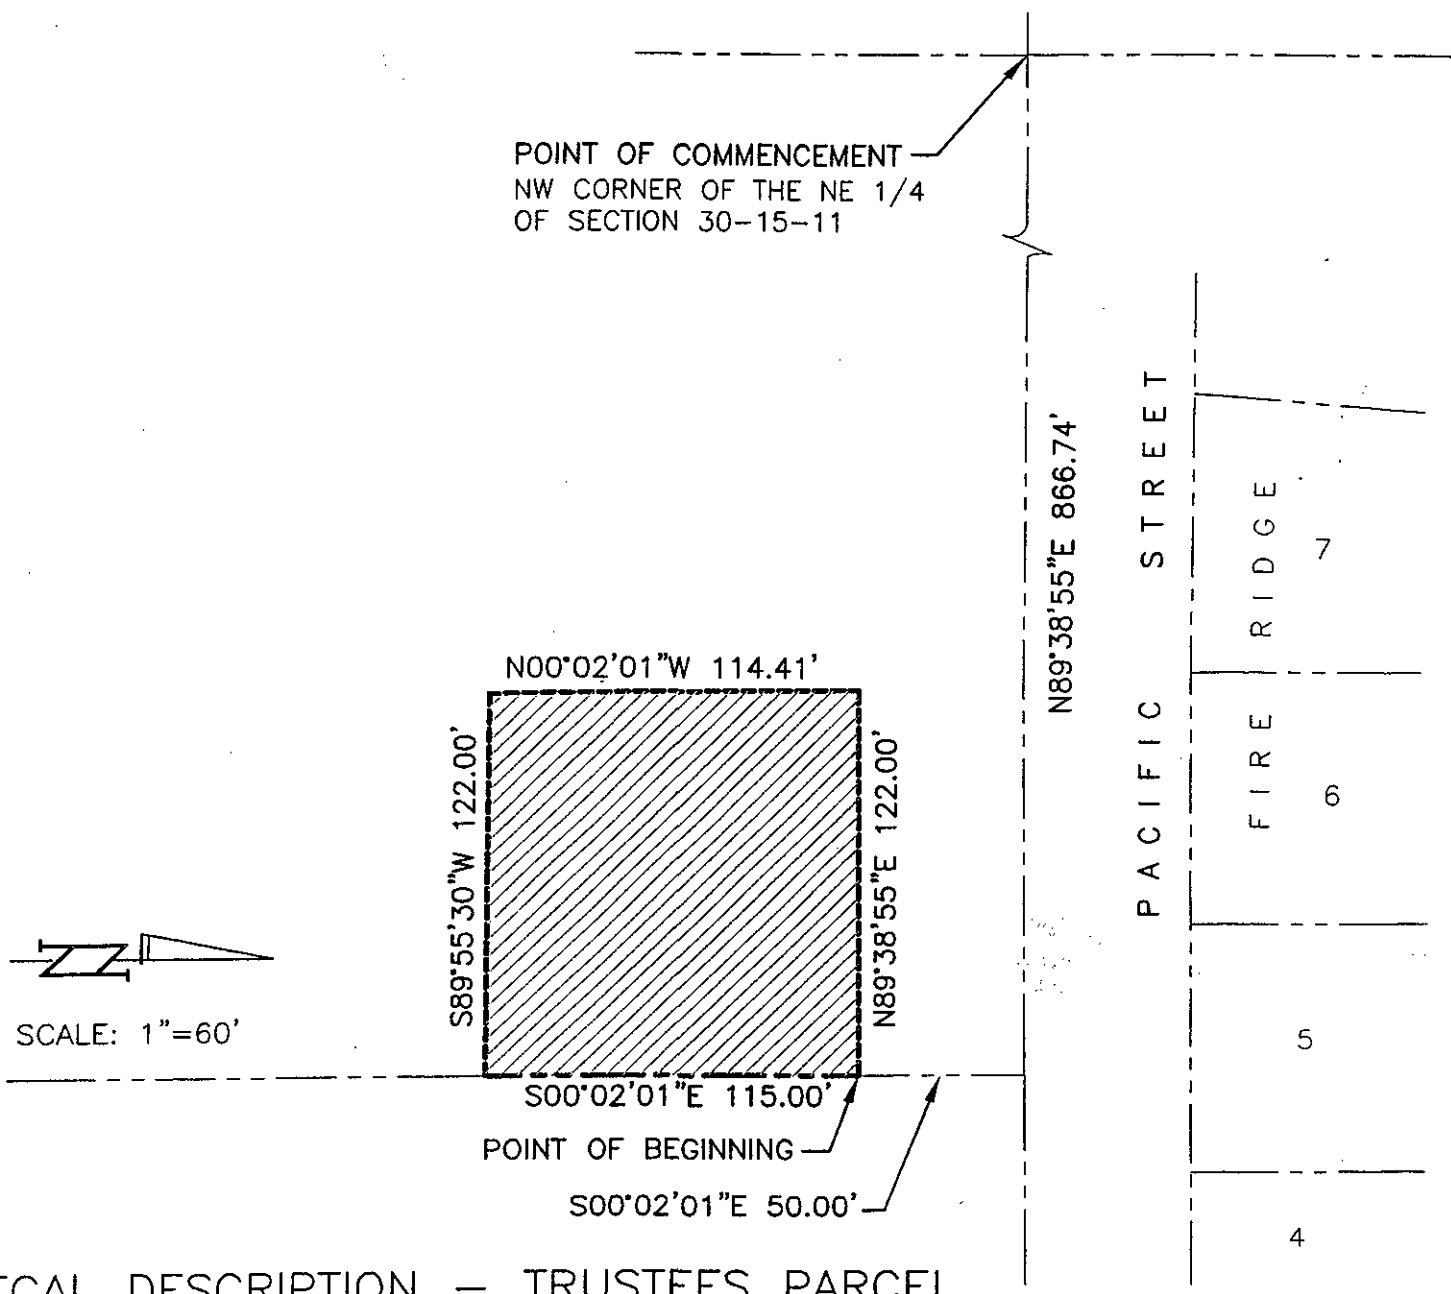 POINT OF COMMENCEMENT
NW CORNER OF THE NE 1/4
OF SECTION 30-15-11
N89°38'55"E 866.74'
PACIFIC STREET
FIRE RIDGE
7
6
5
4
N00°02'01"W 114.41'
S89°55'30"W 122.00'
N89°38'55"E 122.00'
SCALE: 1"=60'
S00°02'01"E 115.00'
POINT OF BEGINNING
S00°02'01"E 50.00'
DESCRIPTION — TRUSTEES PARCEL